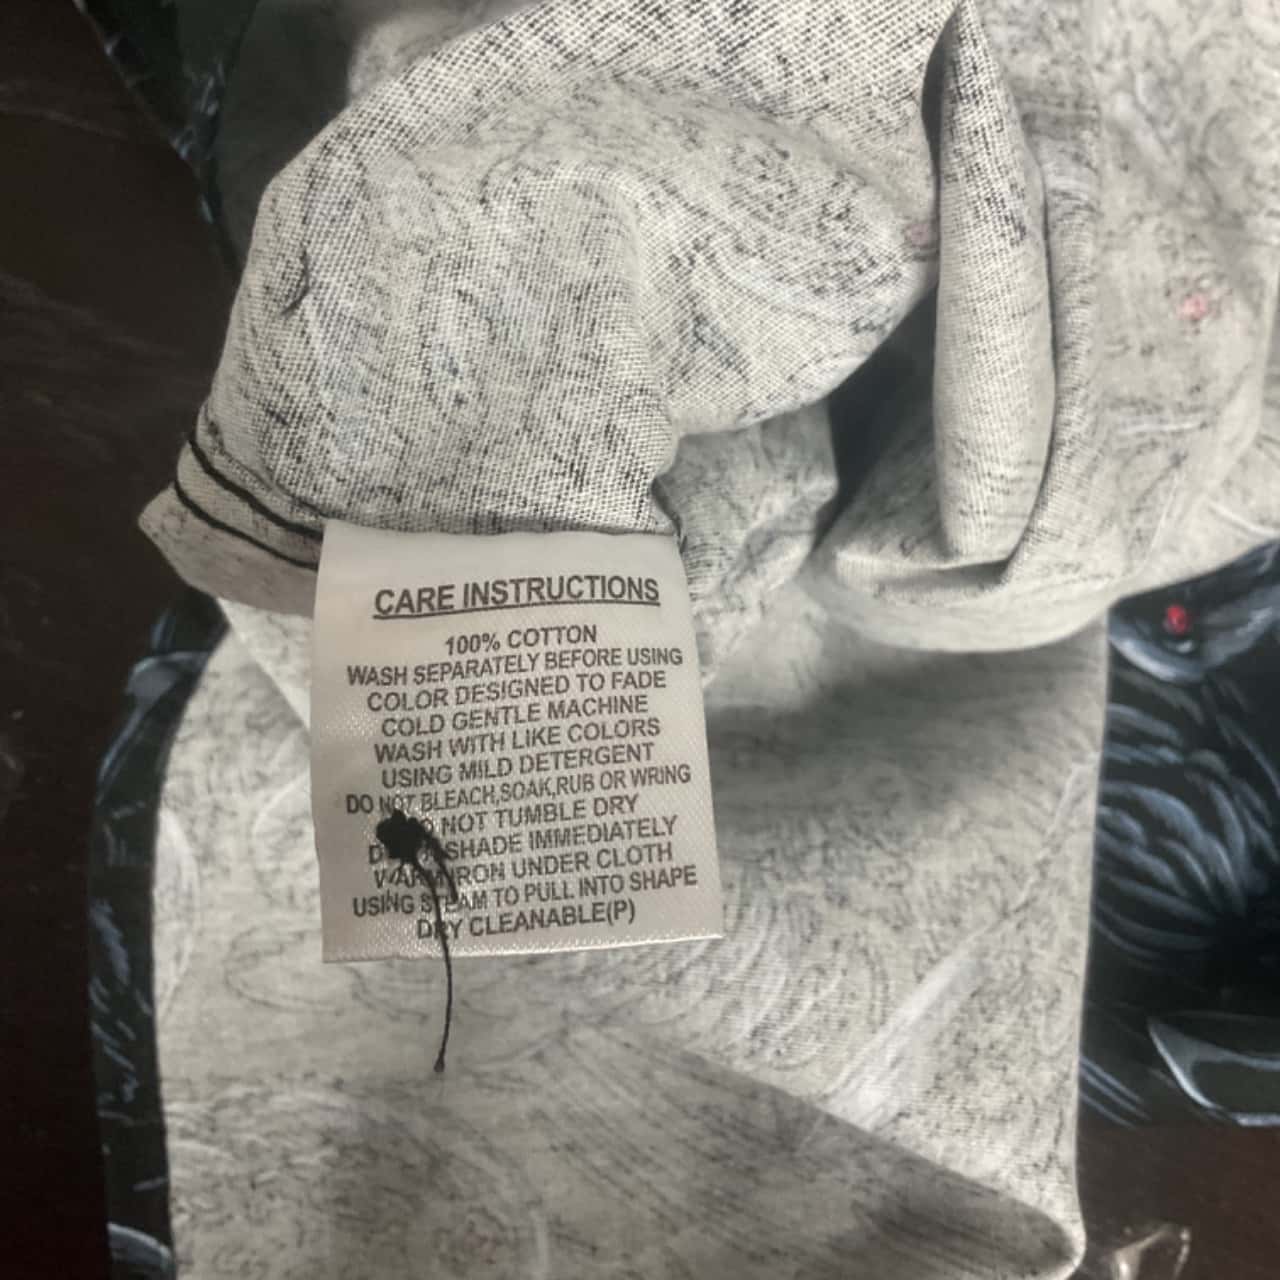 CARE INSTRUCTIONS
100% COTTON
WASH SEPARATELY BEFORE USING
COLOR DESIGNED TO FADE
COLD GENTLE MACHINE
WASH WITH LIKE COLORS
USING MILD DETERGENT
DO NOT BLEACH,SOAK,RUB OR WRING
NOT TUMBLE DRY
SHADE IMMEDIATELY
WARM IRON UNDER CLOTH
USING STEAM TO PULL INTO SHAPE
DRY CLEANABLE(P)